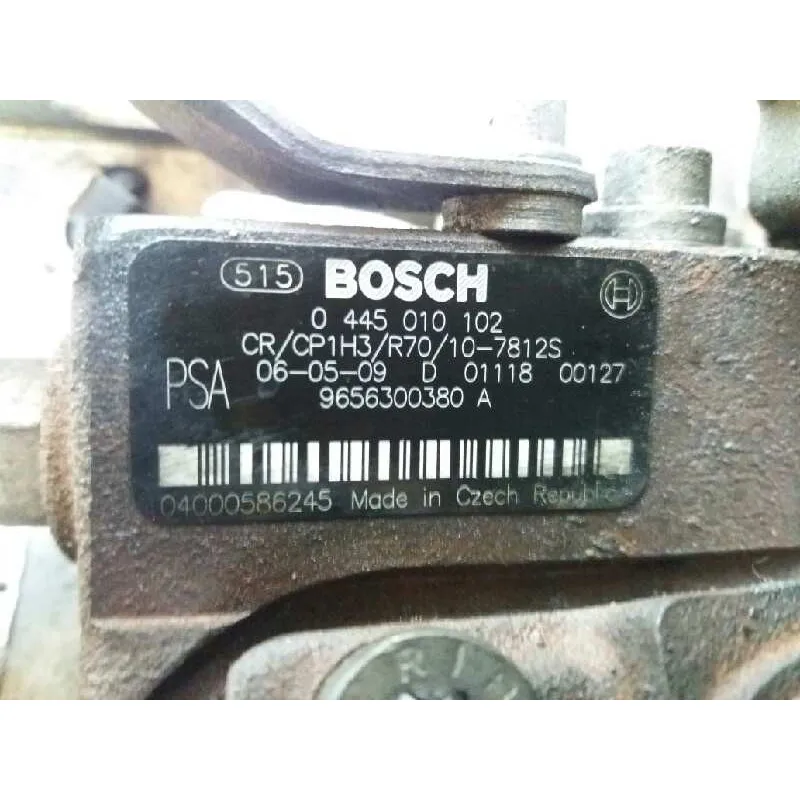 515 BOSCH
0 445 010 102
CR/CP1H3/R70/10-7812S
PSA 06-05-09 D 01118 00127
9656300380 A
04000586245 Made in Czech Republic